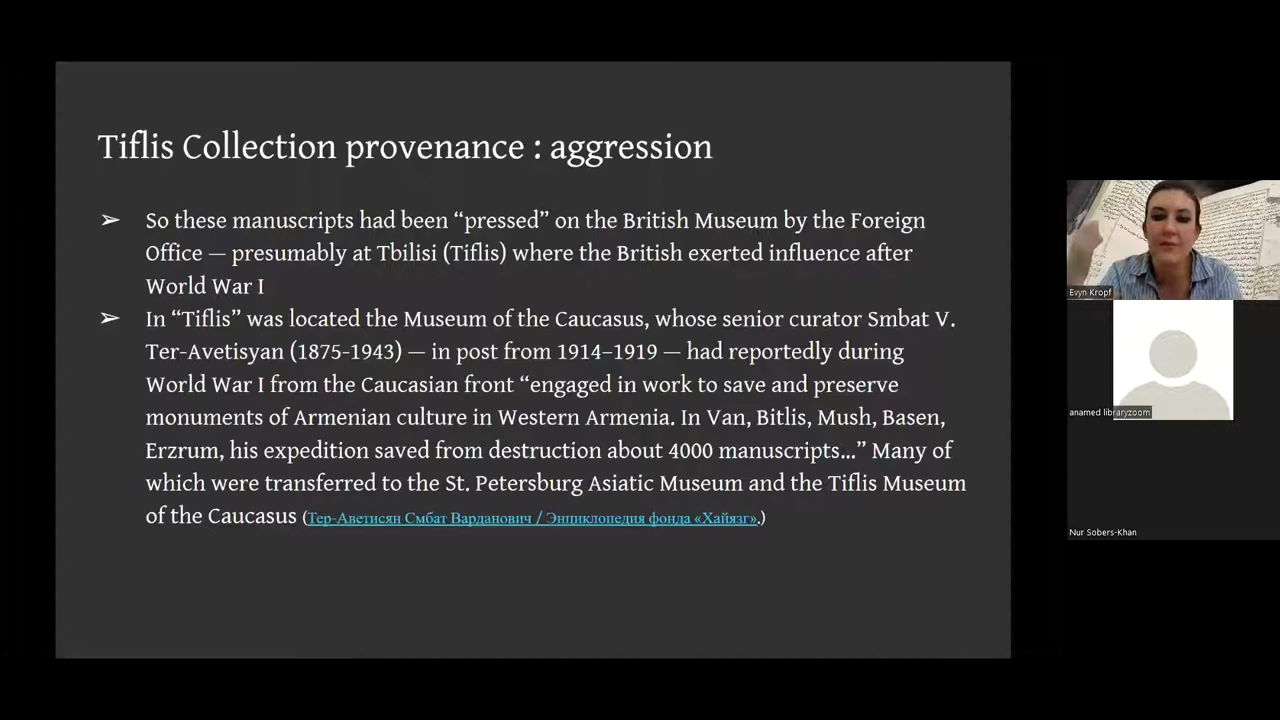 Tiflis Collection provenance : aggression
➢ So these manuscripts had been “pressed” on the British Museum by the Foreign
Office — presumably at Tbilisi (Tiflis) where the British exerted influence after
World War I
➢ In “Tiflis” was located the Museum of the Caucasus, whose senior curator Smbat V.
Ter-Avetisyan (1875-1943) — in post from 1914–1919 — had reportedly during
World War I from the Caucasian front “engaged in work to save and preserve
monuments of Armenian culture in Western Armenia. In Van, Bitlis, Mush, Basen,
Erzrum, his expedition saved from destruction about 4000 manuscripts...” Many of
which were transferred to the St. Petersburg Asiatic Museum and the Tiflis Museum
of the Caucasus (Тер-Аветисян Смбат Варданович / Энциклопедия фонда «Хайязг».)
Evyn Kropf
anamed libraryzoom
Nur Sobers-Khan